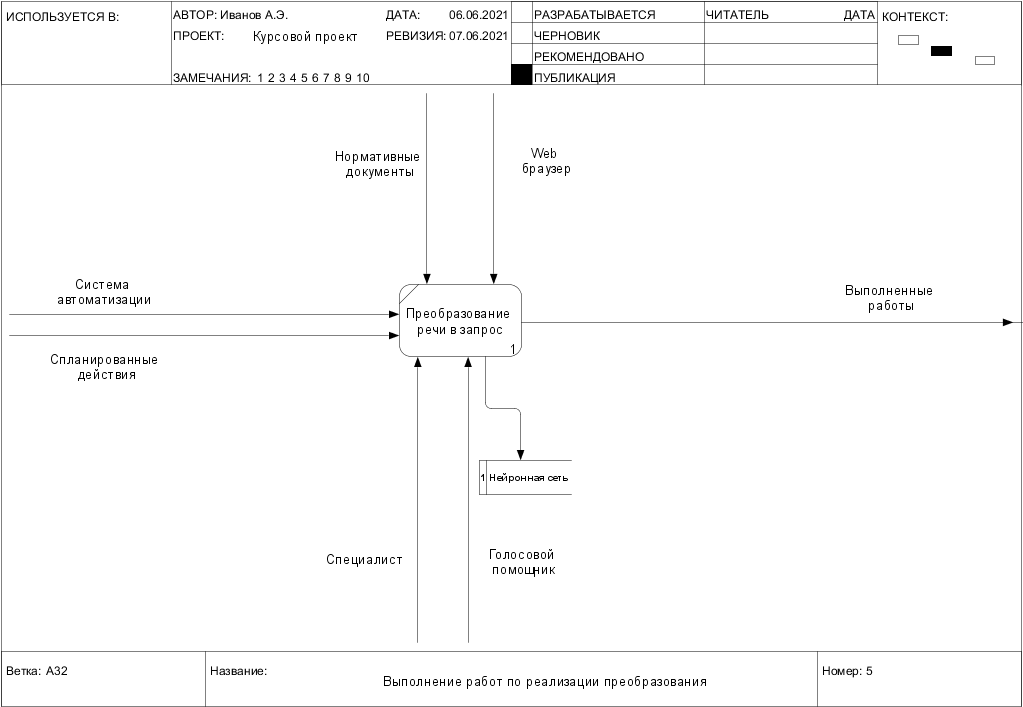 ИСПОЛЬЗУЕТСЯ В:
АВТОР: Иванов А.Э.
ДАТА: 06.06.2021
ПРОЕКТ: Курсовой проект
РЕВИЗИЯ: 07.06.2021
ЗАМЕЧАНИЯ: 1 2 3 4 5 6 7 8 9 10
РАЗРАБАТЫВАЕТСЯ
ЧЕРНОВИК
РЕКОМЕНДОВАНО
ПУБЛИКАЦИЯ
ЧИТАТЕЛЬ ДАТА
КОНТЕКСТ:
Нормативные
документы
Web
браузер
Система
автоматизации
Спланированные
действия
Преобразование
речи в запрос
1
Выполненные
работы
1 Нейронная сеть
Специалист
Голосовой
помощник
Ветка: A32
Название:
Выполнение работ по реализации преобразования
Номер: 5